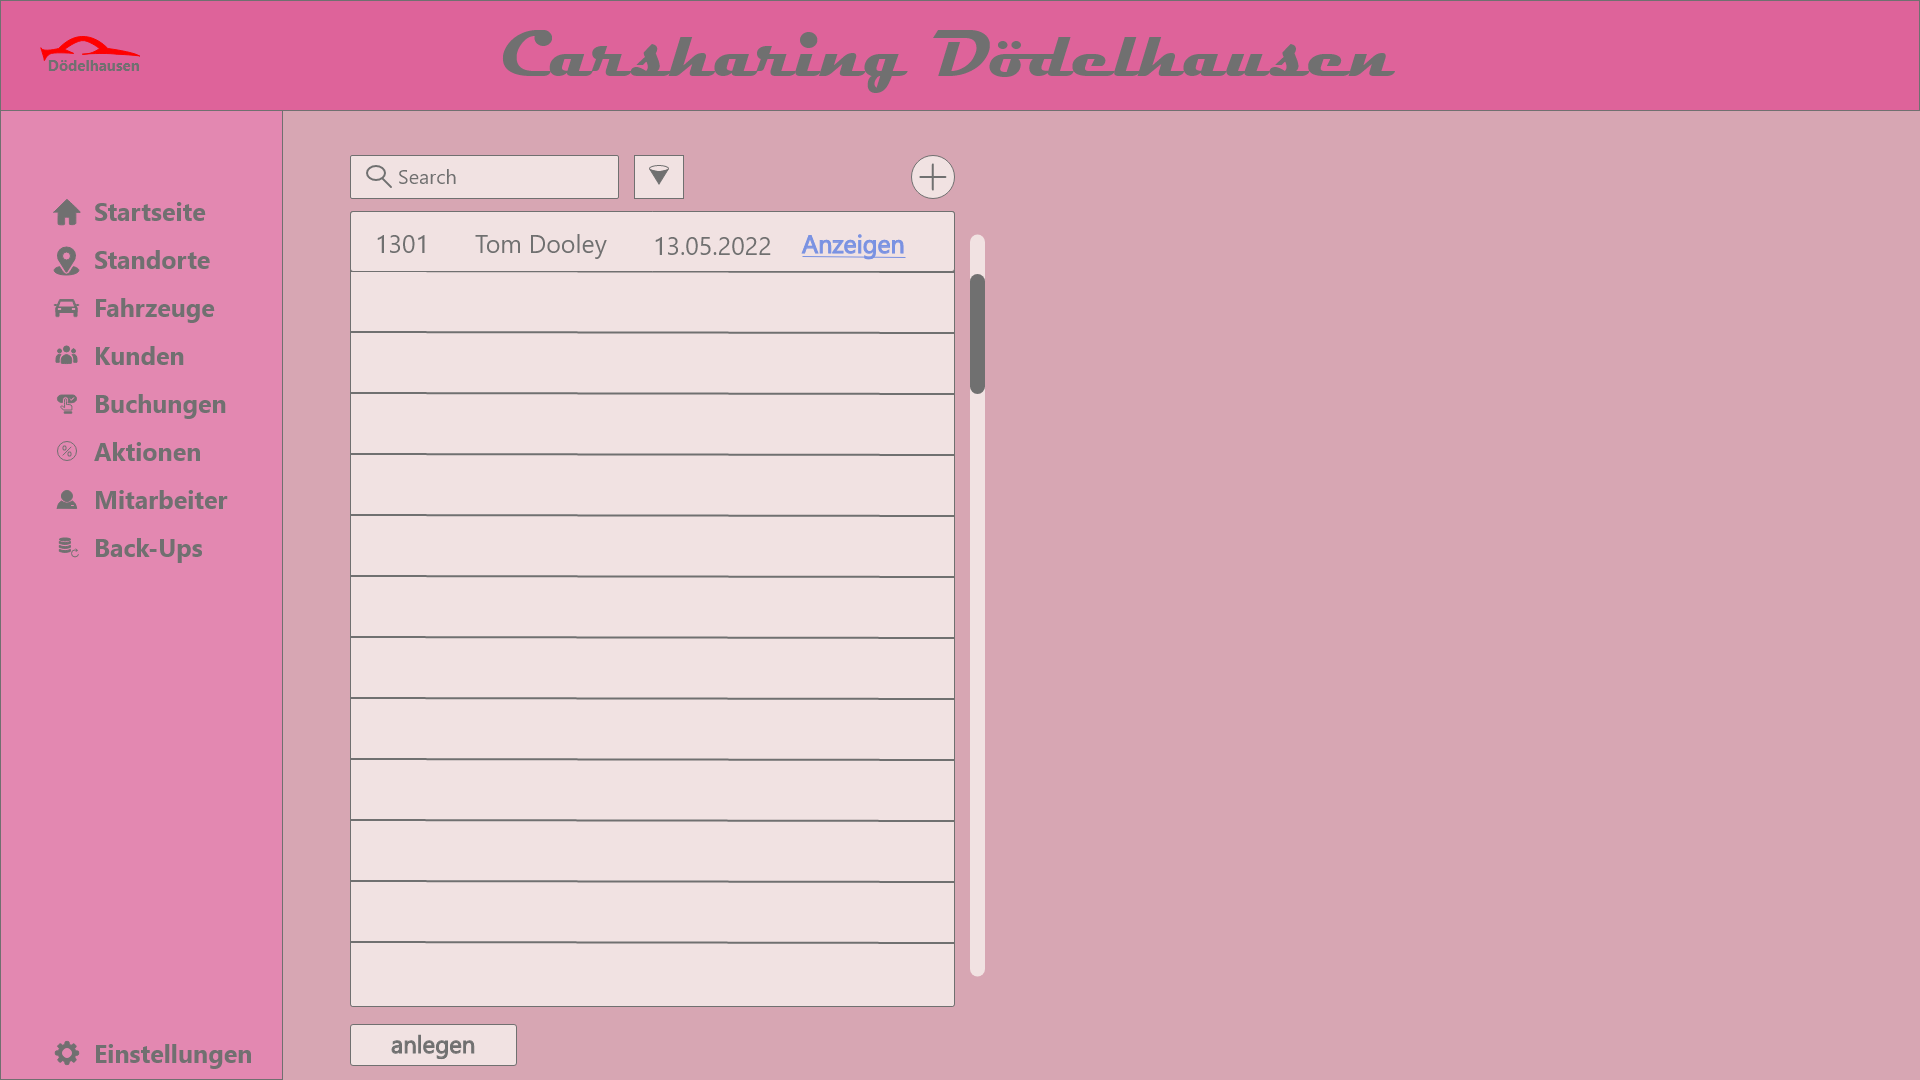 Dödelhausen
Carsharing Dödelhausen
Search
Startseite
Standorte
Fahrzeuge
Kunden
Buchungen
Aktionen
Mitarbeiter
Back-Ups
Einstellungen
1301 Tom Dooley 13.05.2022 Anzeigen
anlegen